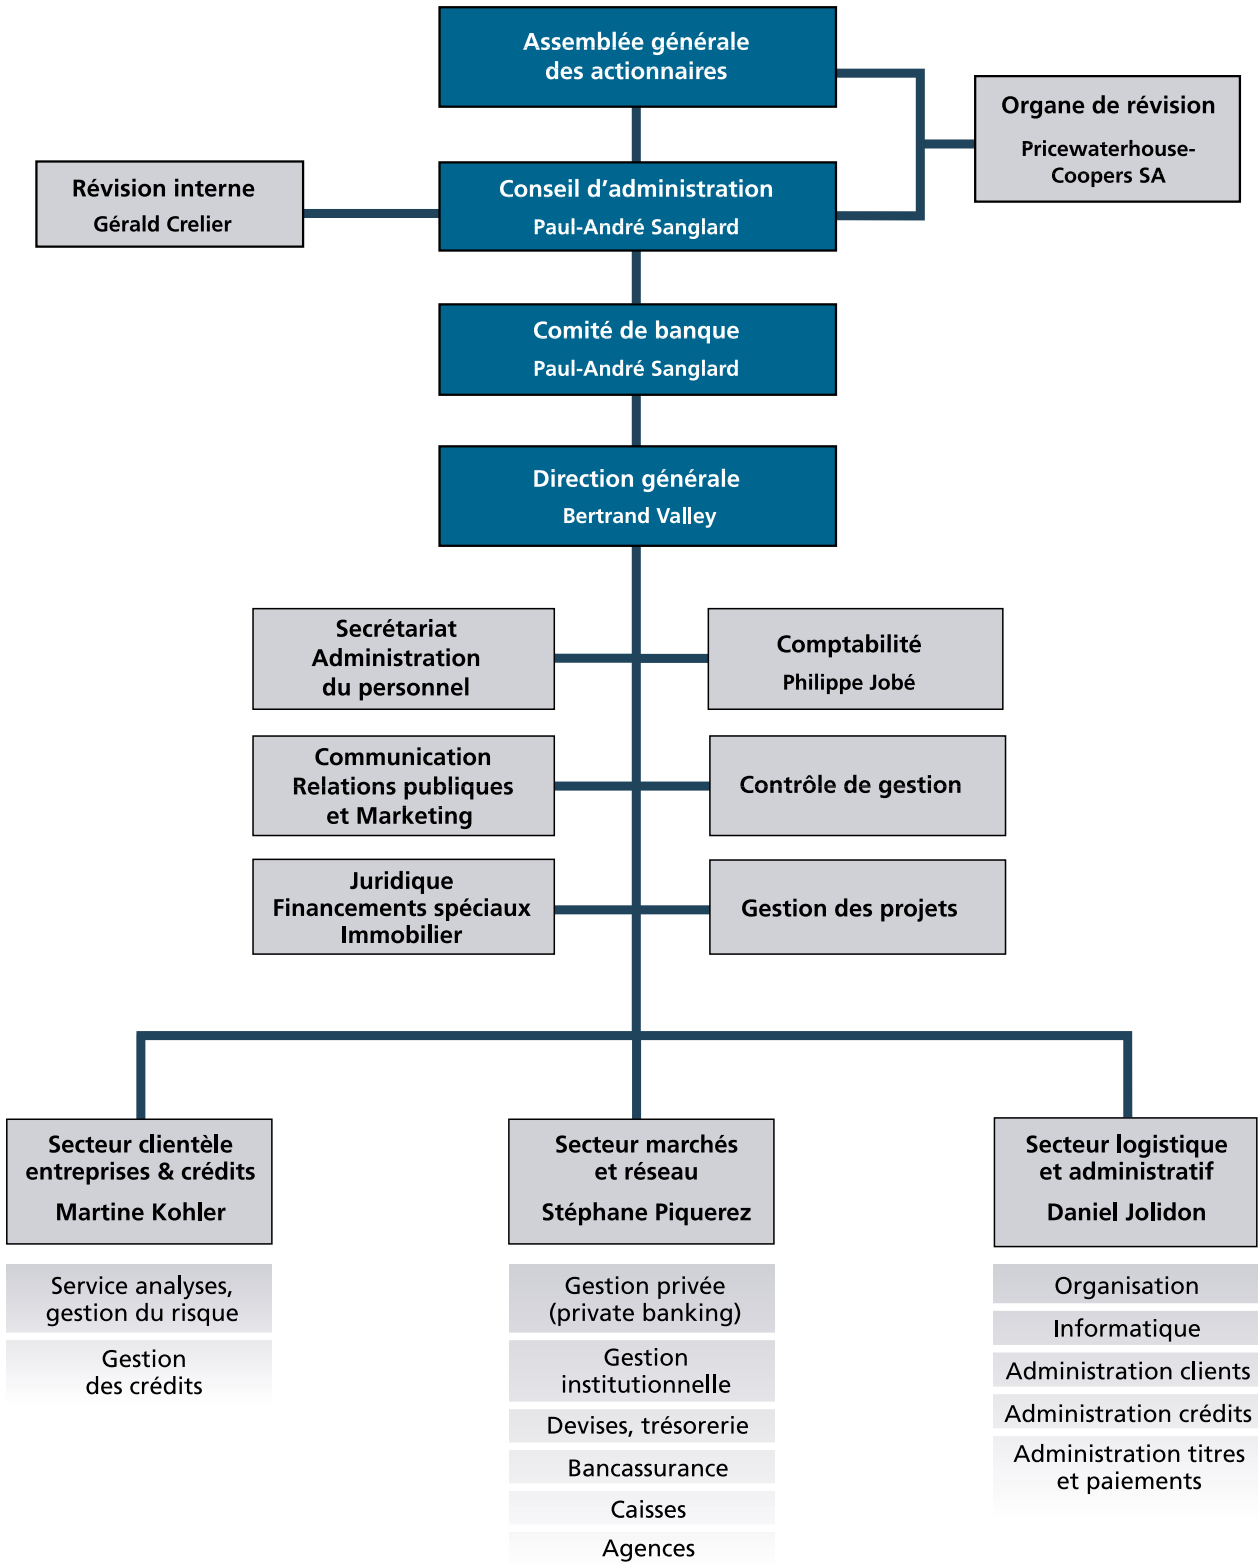 Assemblée générale
des actionnaires
Organe de révision
Pricewaterhouse-
Coopers SA
Révision interne
Gérald Crelier
Conseil d'administration
Paul-André Sanglard
Comité de banque
Paul-André Sanglard
Direction générale
Bertrand Valley
Secrétariat
Administration
du personnel
Comptabilité
Philippe Jobé
Communication
Relations publiques
et Marketing
Contrôle de gestion
Juridique
Financements spéciaux
Immobilier
Gestion des projets
Secteur clientèle
entreprises & crédits
Martine Kohler
Service analyses,
gestion du risque
Gestion
des crédits
Secteur marchés
et réseau
Stéphane Piquerez
Gestion privée
(private banking)
Gestion
institutionnelle
Devises, trésorerie
Bancassurance
Caisses
Agences
Secteur logistique
et administratif
Daniel Jolidon
Organisation
Informatique
Administration clients
Administration crédits
Administration titres
et paiements